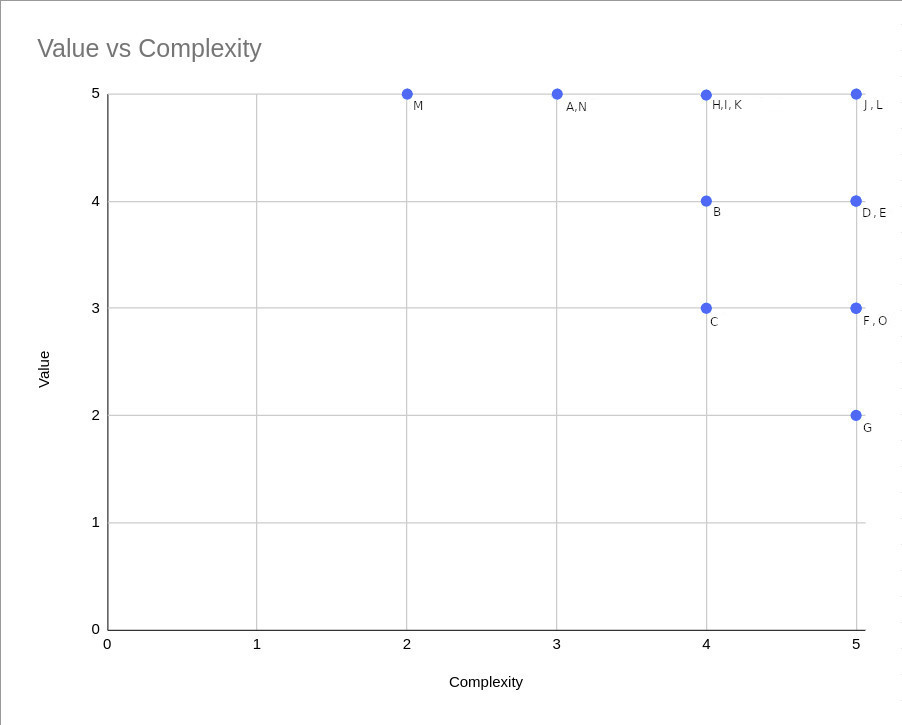 Value vs Complexity
5
M
A,N
H,I, K
J , L
4
B
D , E
3
C
F , O
Value
2
G
1
0
0 1 2 3 4 5
Complexity